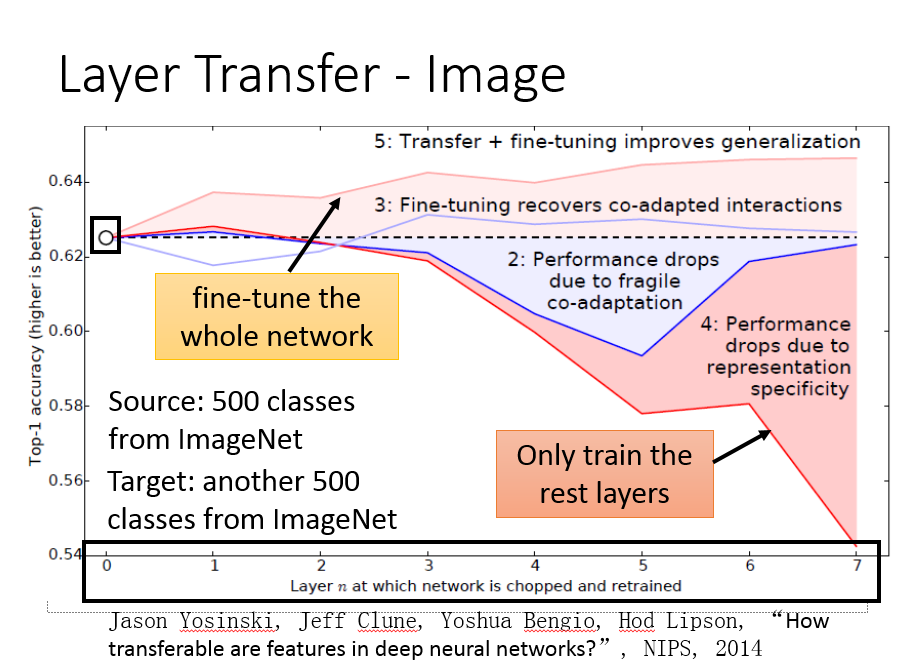 Layer Transfer - Image
5: Transfer + fine-tuning improves generalization
3: Fine-tuning recovers co-adapted interactions
2: Performance drops
due to fragile
co-adaptation
4: Performance
drops due to
representation
specificity
fine-tune the
whole network
Only train the
rest layers
Source: 500 classes
from ImageNet
Target: another 500
classes from ImageNet
Top-1 accuracy (higher is better)
0.64
0.62
0.60
0.58
0.56
0.54
0 1 2 3 4 5 6 7
Layer n at which network is chopped and retrained
Jason Yosinski, Jeff Clune, Yoshua Bengio, Hod Lipson, “How
transferable are features in deep neural networks?”, NIPS, 2014